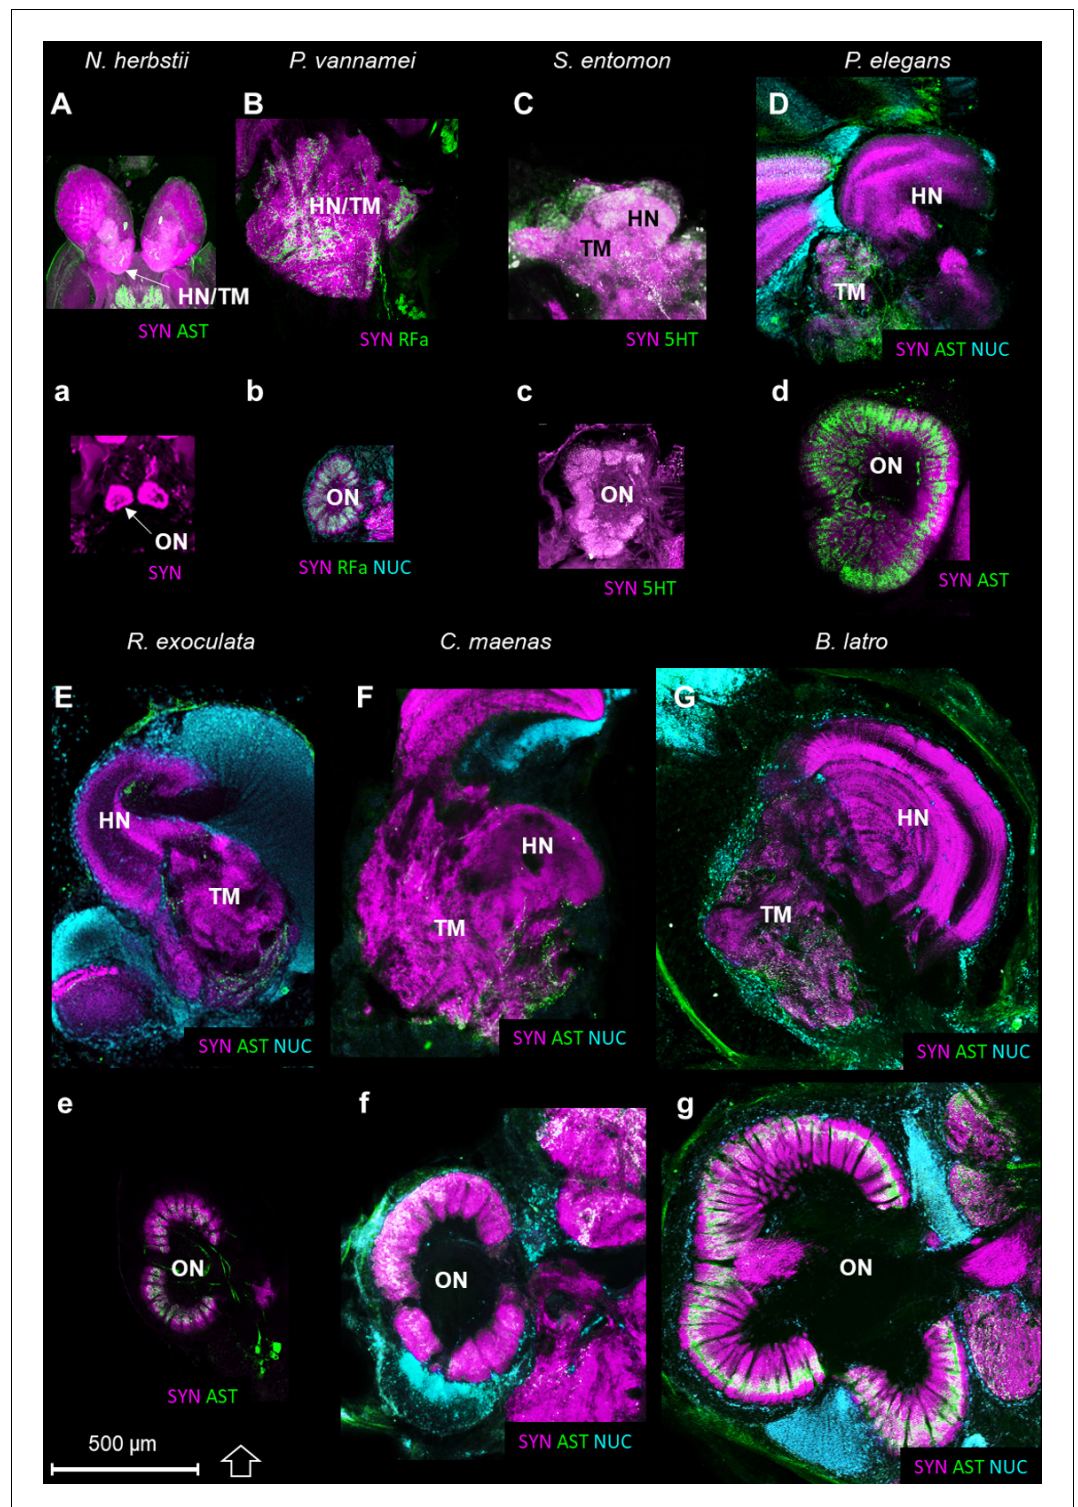 N. herbstii P. vannamei S. entomon P. elegans
A B C D
HN/TM HN/TM HN TM HN TM
SYN AST SYN RFa SYN 5HT SYN AST NUC
a b c d
ON ON ON ON
SYN SYN RFa NUC SYN 5HT SYN AST
R. exoculata C. maenas B. latro
E F G
HN TM HN TM HN TM
SYN AST NUC SYN AST NUC SYN AST NUC
e f g
ON ON ON
SYN AST SYN AST NUC SYN AST NUC
500 µm